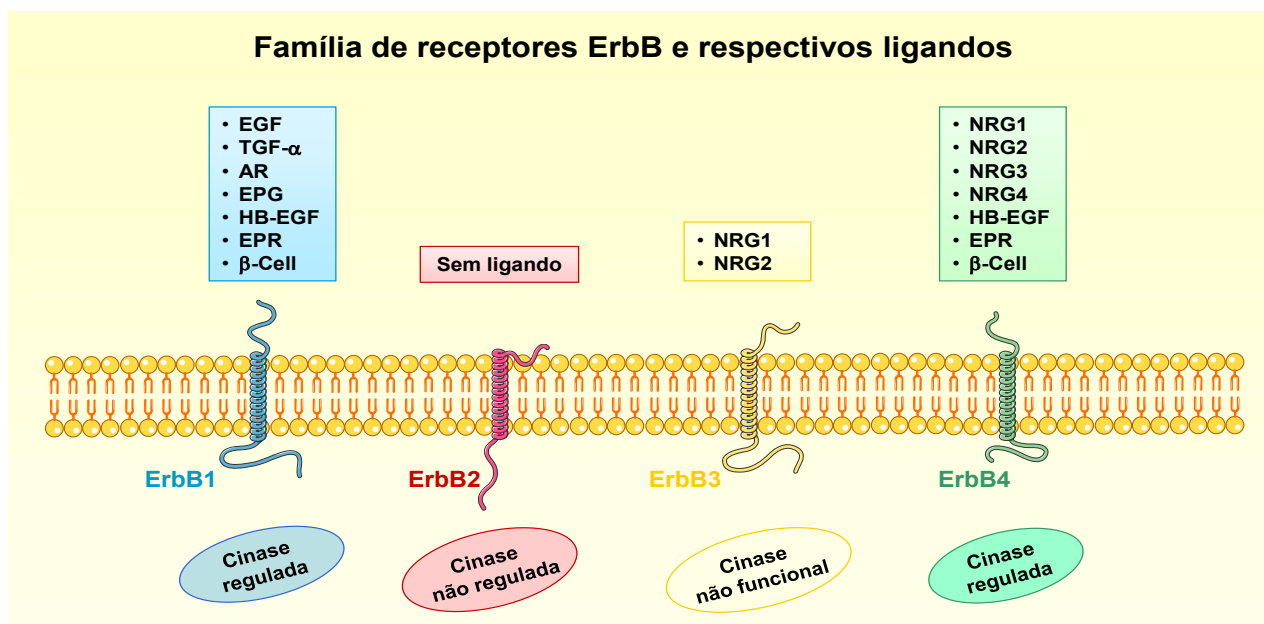 Família de receptores ErbB e respectivos ligandos
• EGF
• TGF-α
• AR
• EPG
• HB-EGF
• EPR
• β-Cell
Sem ligando
• NRG1
• NRG2
• NRG1
• NRG2
• NRG3
• NRG4
• HB-EGF
• EPR
• β-Cell
ErbB1
ErbB2
ErbB3
ErbB4
Cinase
regulada
Cinase
não regulada
Cinase
não funcional
Cinase
regulada